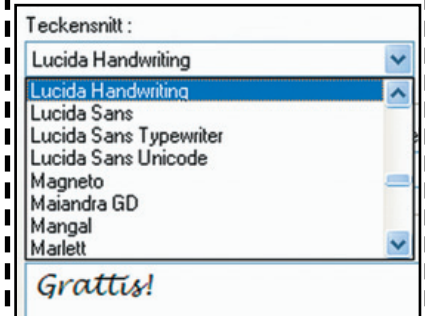 Teckensnitt :
Lucida Handwriting
Lucida Handwriting
Lucida Sans
Lucida Sans Typewriter
Lucida Sans Unicode
Magneto
Maiandra GD
Mangal
Marlett
Grattis!